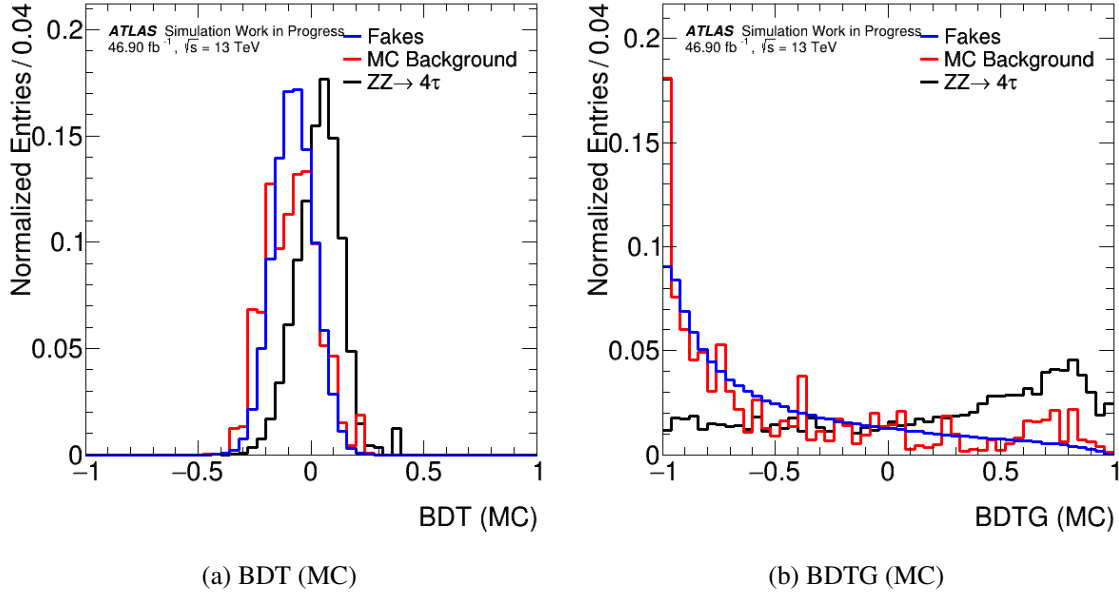 Normalized Entries / 0.04
0.2
0.15
0.1
0.05
0
ATLAS Simulation Work in Progress
46.90 fb⁻¹, √s = 13 TeV
Fakes
MC Background
ZZ→ 4τ
−1 −0.5 0 0.5 1
BDT (MC)
(a) BDT (MC)
Normalized Entries / 0.04
0.2
0.15
0.1
0.05
0
ATLAS Simulation Work in Progress
46.90 fb⁻¹, √s = 13 TeV
Fakes
MC Background
ZZ→ 4τ
−1 −0.5 0 0.5 1
BDTG (MC)
(b) BDTG (MC)